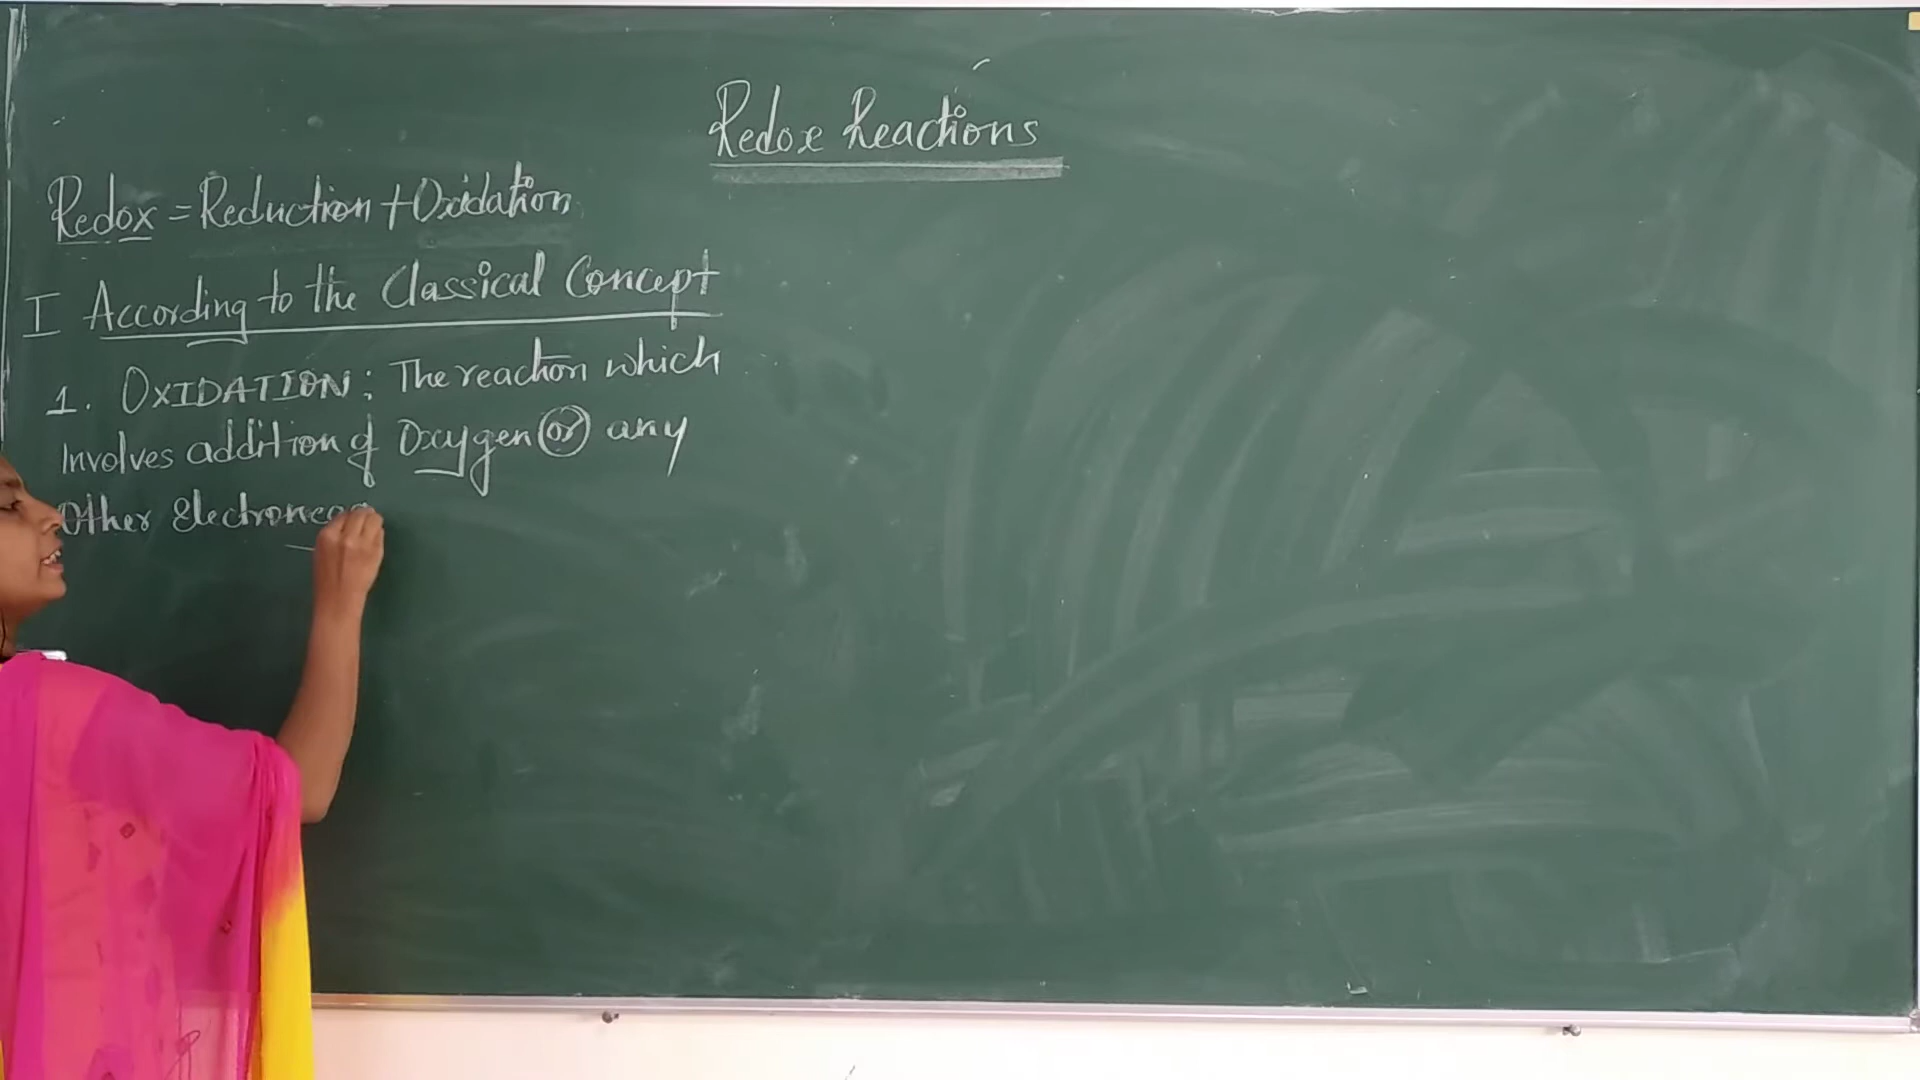 Redox Reactions
Redox = Reduction + Oxidation
I According to the Classical Concept
1. OXIDATION : The reaction which
Involves addition of Oxygen (or) any
Other